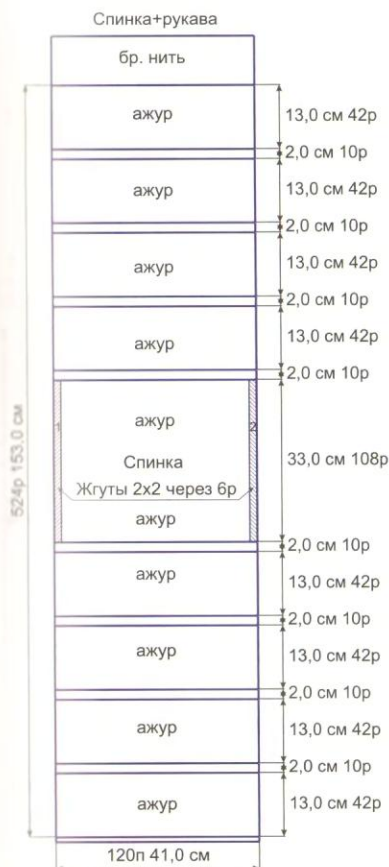 Спинка+рукава
бр. нить
ажур
13,0 см 42р
2,0 см 10р
ажур
13,0 см 42р
2,0 см 10р
ажур
13,0 см 42р
2,0 см 10р
ажур
13,0 см 42р
2,0 см 10р
524р 153,0 см
1
ажур
2
Спинка
33,0 см 108р
Жгуты 2х2 через 6р
ажур
2,0 см 10р
ажур
13,0 см 42р
2,0 см 10р
ажур
13,0 см 42р
2,0 см 10р
ажур
13,0 см 42р
2,0 см 10р
ажур
13,0 см 42р
120п 41,0 см